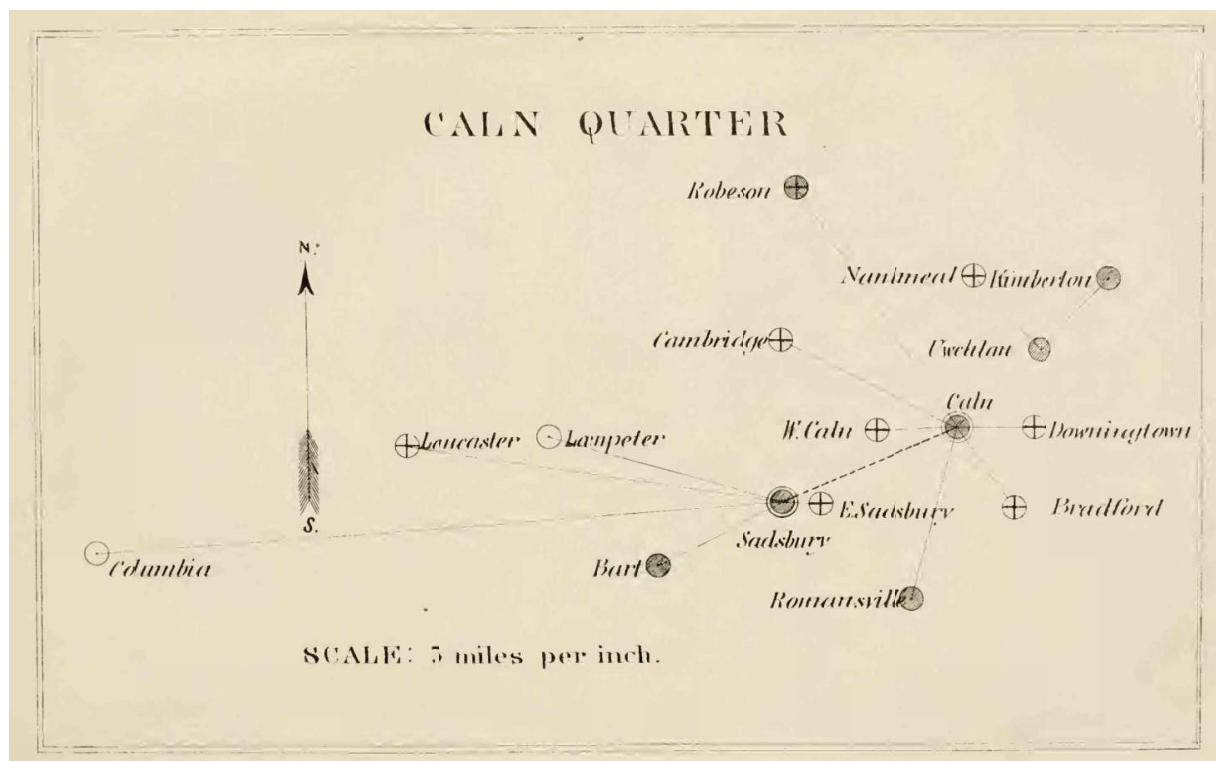 CALN QUARTER
Robeson
N.
Nantmeal
Kimberton
Cambridge
Uwchlan
Caln
Lancaster
Lampeter
W. Caln
Downingtown
E. Sadsbury
Bradford
S.
Sadsbury
Columbia
Bart
Romansville
SCALE: 5 miles per inch.